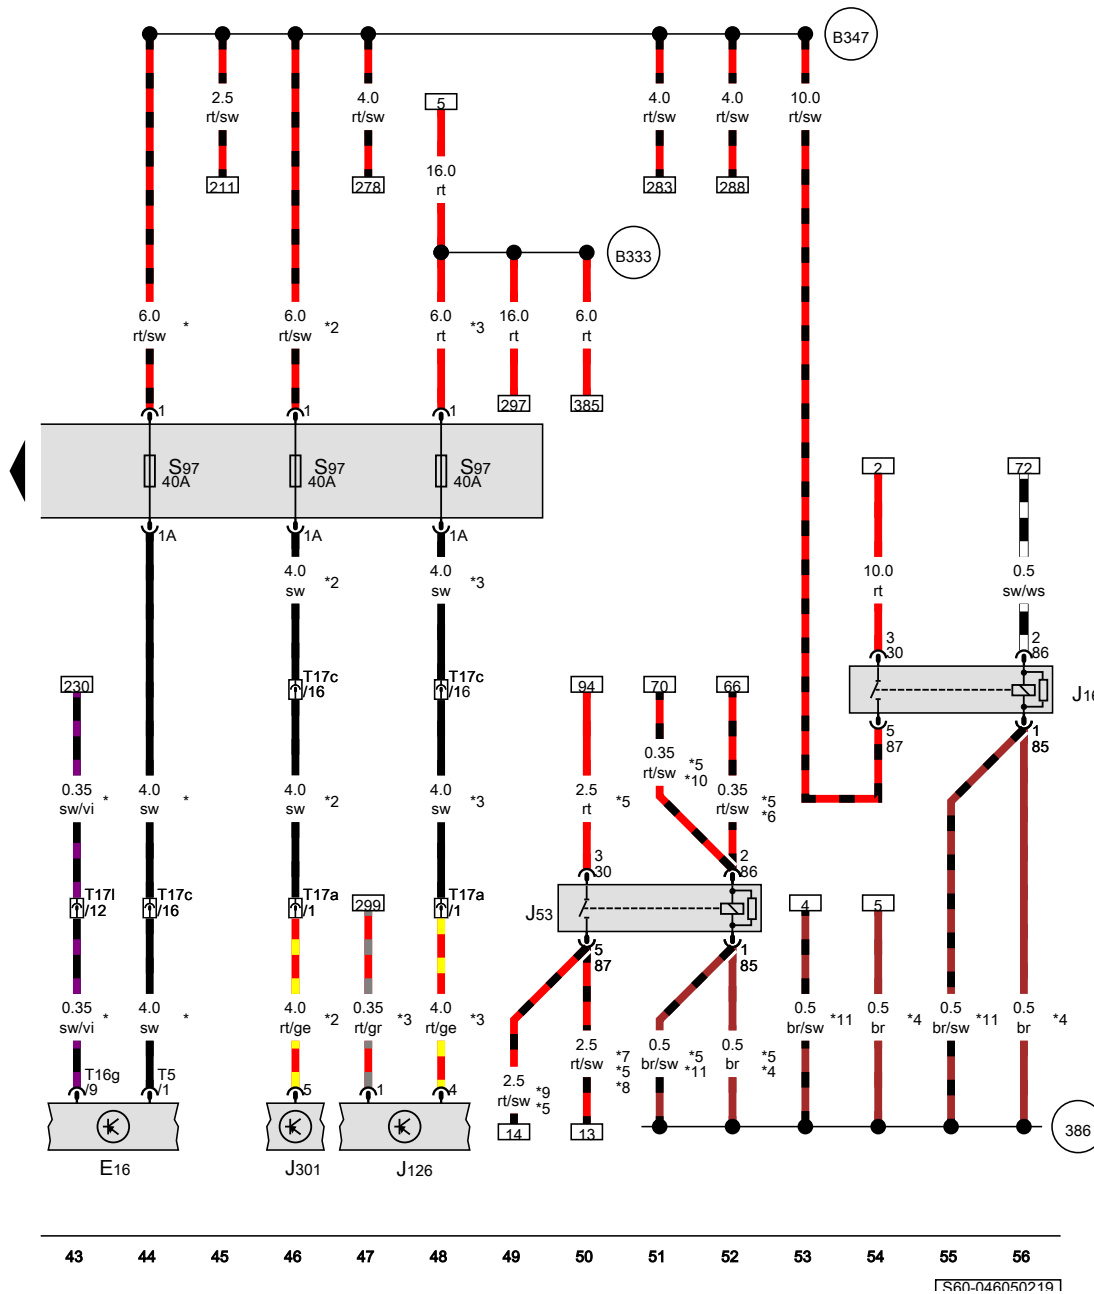 B347
2.5
rt/sw
4.0
rt/sw
4.0
rt/sw
4.0
rt/sw
10.0
rt/sw
5
211
278
283
288
16.0
rt
B333
6.0
rt/sw
*
6.0
rt/sw
*2
6.0
rt
*3
16.0
rt
6.0
rt
297
385
1
1
1
S97
40A
S97
40A
S97
40A
2
72
1A
1A
1A
4.0
sw
*2
4.0
sw
*3
10.0
rt
0.5
sw/ws
3
30
2
86
T17c
/16
T17c
/16
230
94
70
66
J16
5
87
1
85
0.35
sw/vi
*
4.0
sw
*
4.0
sw
*2
4.0
sw
*3
2.5
rt
*5
0.35
rt/sw
*5
*10
0.35
rt/sw
*5
*6
3
30
2
86
T17l
/12
T17c
/16
T17a
/1
299
T17a
/1
J53
4
5
5
87
1
85
0.35
sw/vi
*
4.0
sw
*
4.0
rt/ge
*2
0.35
rt/gr
*3
4.0
rt/ge
*3
2.5
rt/sw
*9
*5
2.5
rt/sw
*7
*5
*8
0.5
br/sw
*5
*11
0.5
br
*5
*4
0.5
br/sw
*11
0.5
br
*4
0.5
br/sw
*11
0.5
br
*4
T16g
/9
T5
/1
5
1
4
14
13
386
E16
J301
J126
43 44 45 46 47 48 49 50 51 52 53 54 55 56
S60-046050219